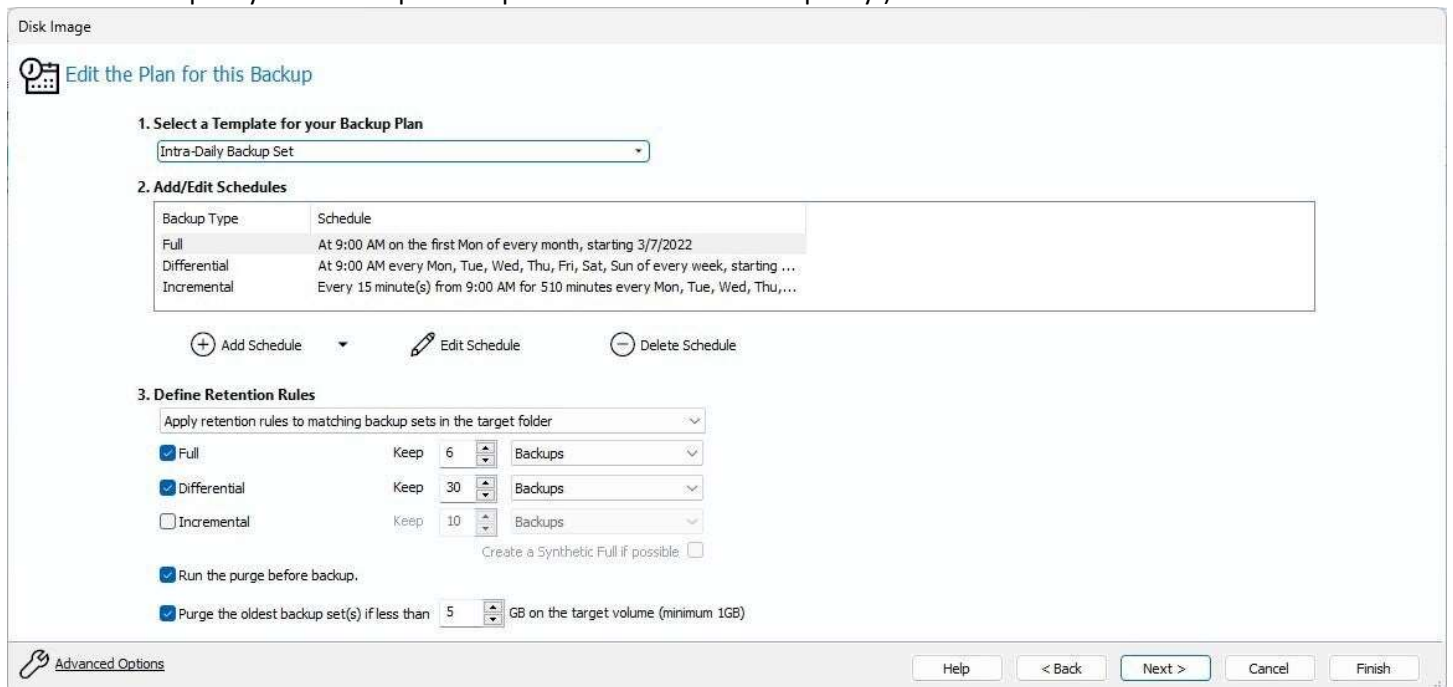 Disk Image
Edit the Plan for this Backup
1. Select a Template for your Backup Plan
Intra-Daily Backup Set
2. Add/Edit Schedules
Backup Type Schedule
Full At 9:00 AM on the first Mon of every month, starting 3/7/2022
Differential At 9:00 AM every Mon, Tue, Wed, Thu, Fri, Sat, Sun of every week, starting ...
Incremental Every 15 minute(s) from 9:00 AM for 510 minutes every Mon, Tue, Wed, Thu,...
Add Schedule Edit Schedule Delete Schedule
3. Define Retention Rules
Apply retention rules to matching backup sets in the target folder
Full Keep 6 Backups
Differential Keep 30 Backups
Incremental Keep 10 Backups
Create a Synthetic Full if possible
Run the purge before backup.
Purge the oldest backup set(s) if less than 5 GB on the target volume (minimum 1GB)
Advanced Options Help < Back Next > Cancel Finish